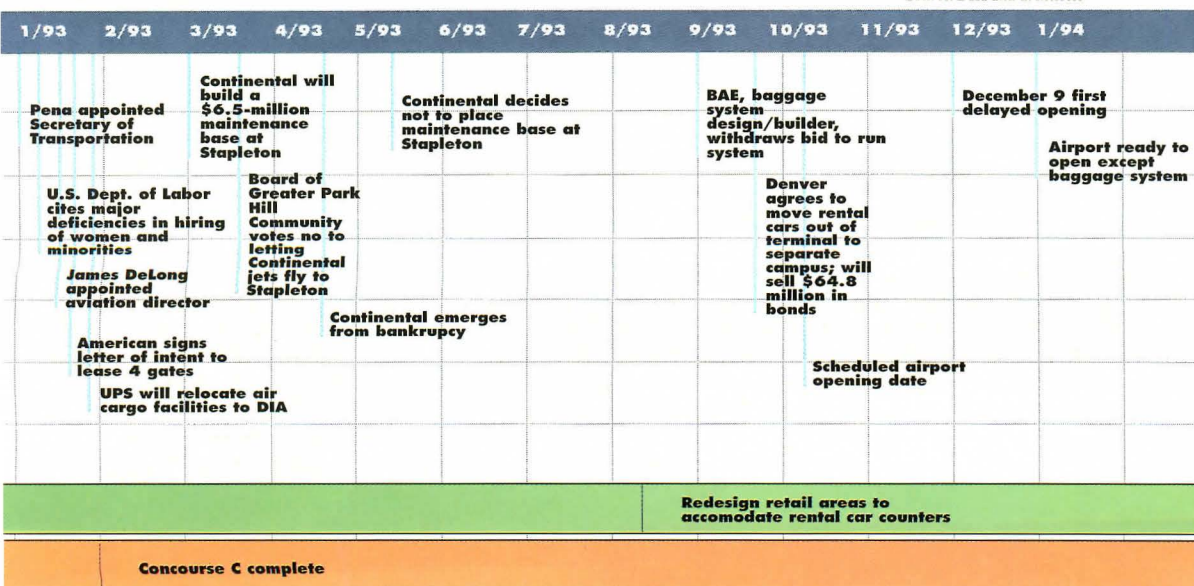 1/93 2/93 3/93 4/93 5/93 6/93 7/93 8/93 9/93 10/93 11/93 12/93 1/94
Pena appointed
Secretary of
Transportation
U.S. Dept. of Labor
cites major
deficiencies in hiring
of women and
minorities
James DeLong
appointed
aviation director
American signs
letter of intent to
lease 4 gates
UPS will relocate air
cargo facilities to DIA
Continental will
build a
$6.5-million
maintenance
base at
Stapleton
Board of
Greater Park
Hill
Community
votes no to
letting
Continental
jets fly to
Stapleton
Continental emerges
from bankrupcy
Continental decides
not to place
maintenance base at
Stapleton
BAE, baggage
system
design/builder,
withdraws bid to run
system
Denver
agrees to
move rental
cars out of
terminal to
separate
campus; will
sell $64.8
million in
bonds
Scheduled airport
opening date
December 9 first
delayed opening
Airport ready to
open except
baggage system
Redesign retail areas to
accomodate rental car counters
Concourse C complete